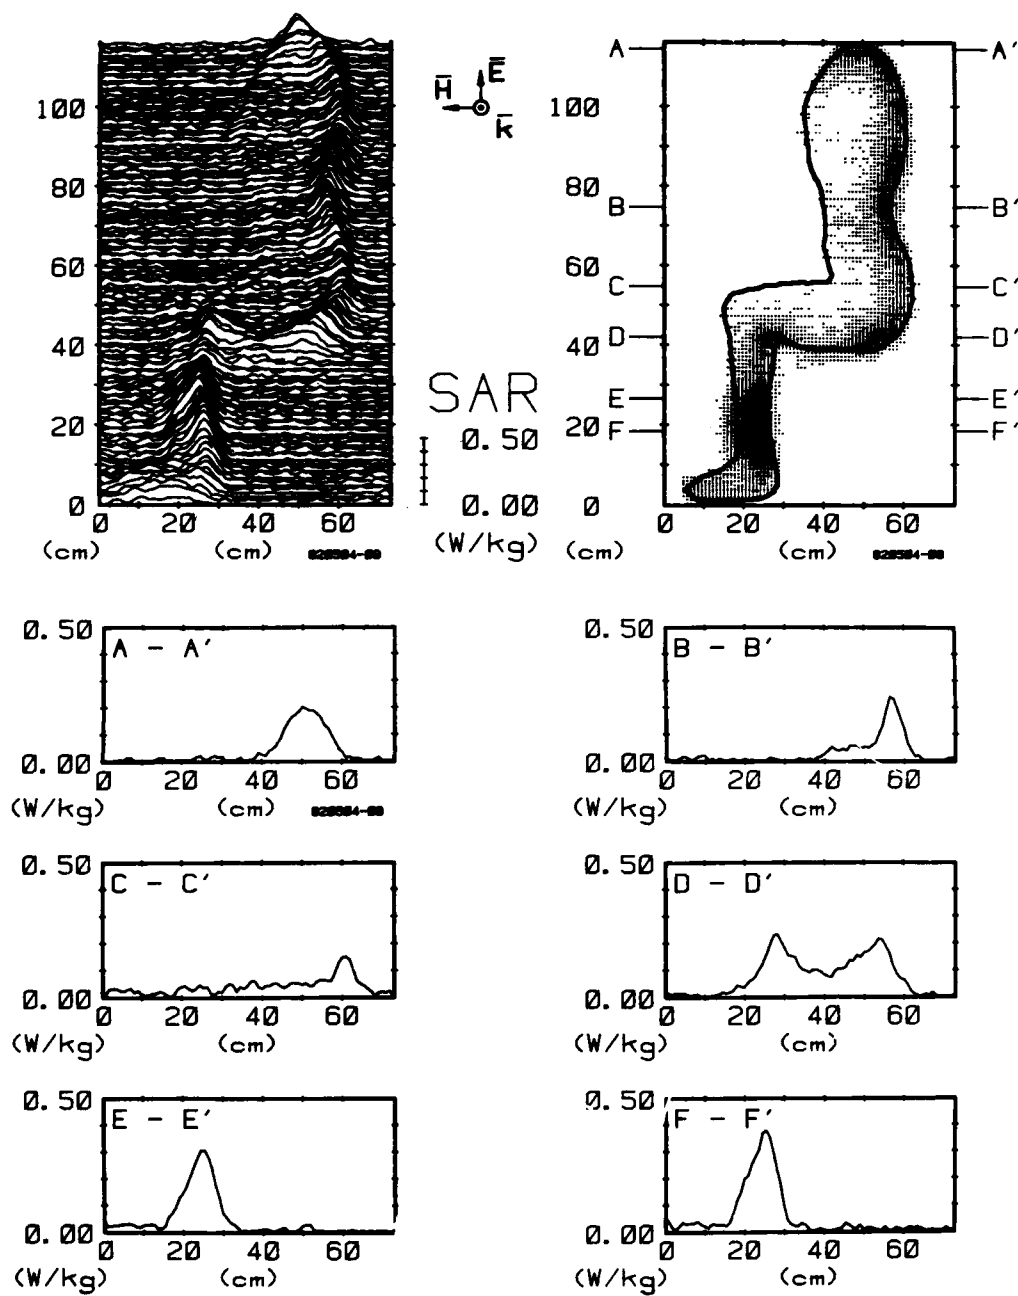 A A'
H̅ E̅
k̅
100 100
80 80
B B'
60 60
C C'
D D'
40 40
SAR
E E'
20 0.50 20
F F'
0 0.00 0
0 20 40 60 (W/kg) 0 20 40 60
(cm) (cm) (cm) (cm)
0.50 A - A'
0.00
0 20 40 60
(W/kg) (cm)
0.50 B - B'
0.00
0 20 40 60
(W/kg) (cm)
0.50 C - C'
0.00
0 20 40 60
(W/kg) (cm)
0.50 D - D'
0.00
0 20 40 60
(W/kg) (cm)
0.50 E - E'
0.00
0 20 40 60
(W/kg) (cm)
0.50 F - F'
0.00
0 20 40 60
(W/kg) (cm)